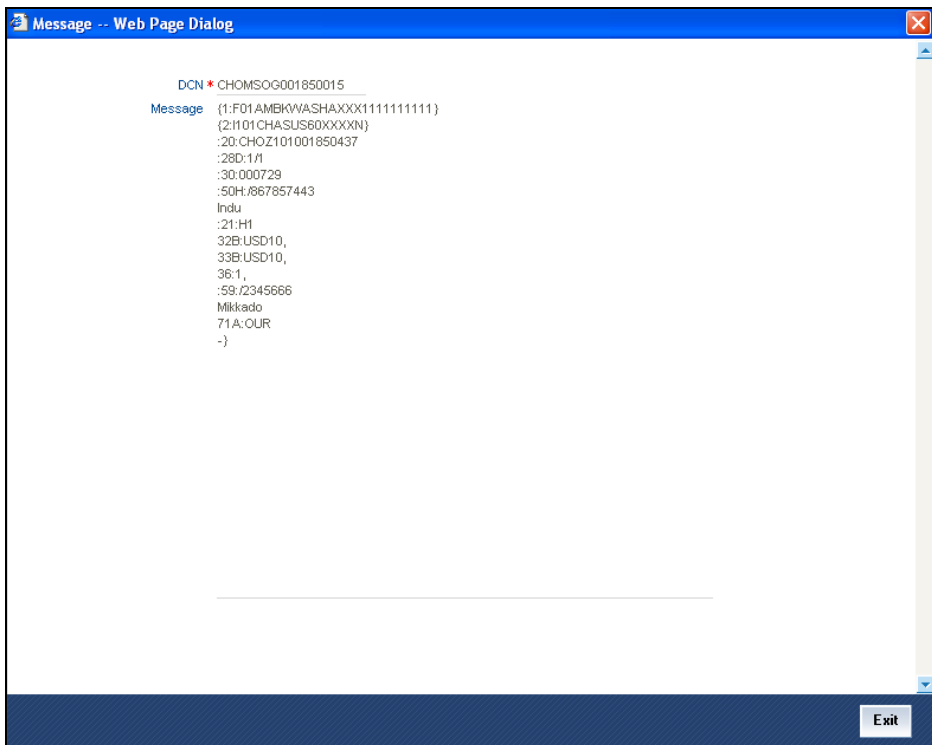 Message -- Web Page Dialog
DCN * CHOMSOG001850015
Message {1:F01AMBKWASHAXXX1111111111}
{2:I101CHASUS60XXXXN}
:20:CHOZ101001850437
:28D:1/1
:30:000729
:50H:/867857443
Indu
:21:H1
32B:USD10,
33B:USD10,
36:1,
:59:/2345666
Mikkado
71A:OUR
-}
Exit